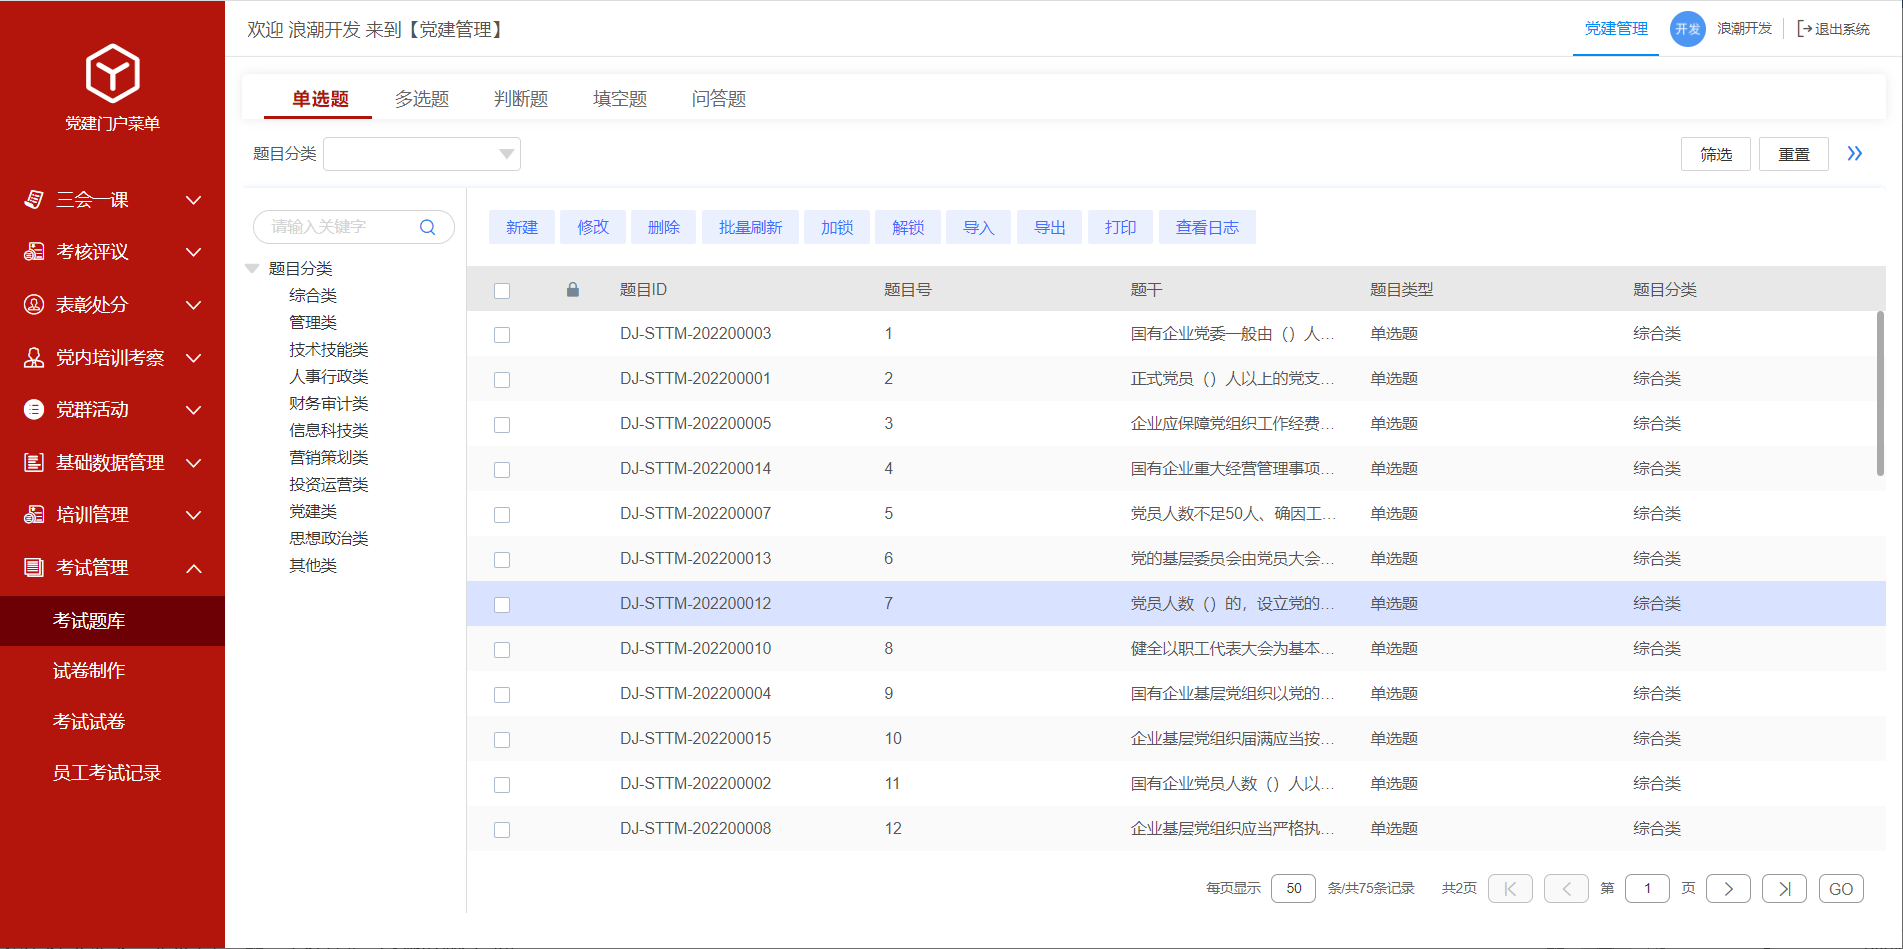 欢迎 浪潮开发 来到【党建管理】
党建管理
开发
浪潮开发
退出系统
党建门户菜单
三会一课
考核评议
表彰处分
党内培训考察
党群活动
基础数据管理
培训管理
考试管理
考试题库
试卷制作
考试试卷
员工考试记录
单选题 多选题 判断题 填空题 问答题
题目分类
筛选 重置
请输入关键字
题目分类
综合类
管理类
技术技能类
人事行政类
财务审计类
信息科技类
营销策划类
投资运营类
党建类
思想政治类
其他类
新建 修改 删除 批量刷新 加锁 解锁 导入 导出 打印 查看日志
题目ID 题目号 题干 题目类型 题目分类
DJ-STTM-202200003 1 国有企业党委一般由（）人... 单选题 综合类
DJ-STTM-202200001 2 正式党员（）人以上的党支... 单选题 综合类
DJ-STTM-202200005 3 企业应保障党组织工作经费... 单选题 综合类
DJ-STTM-202200014 4 国有企业重大经营管理事项... 单选题 综合类
DJ-STTM-202200007 5 党员人数不足50人、确因工... 单选题 综合类
DJ-STTM-202200013 6 党的基层委员会由党员大会... 单选题 综合类
DJ-STTM-202200012 7 党员人数（）的，设立党的... 单选题 综合类
DJ-STTM-202200010 8 健全以职工代表大会为基本... 单选题 综合类
DJ-STTM-202200004 9 国有企业基层党组织以党的... 单选题 综合类
DJ-STTM-202200015 10 企业基层党组织届满应当按... 单选题 综合类
DJ-STTM-202200002 11 国有企业党员人数（）人以... 单选题 综合类
DJ-STTM-202200008 12 企业基层党组织应当严格执... 单选题 综合类
每页显示 50 条/共75条记录 共2页 第 1 页 GO